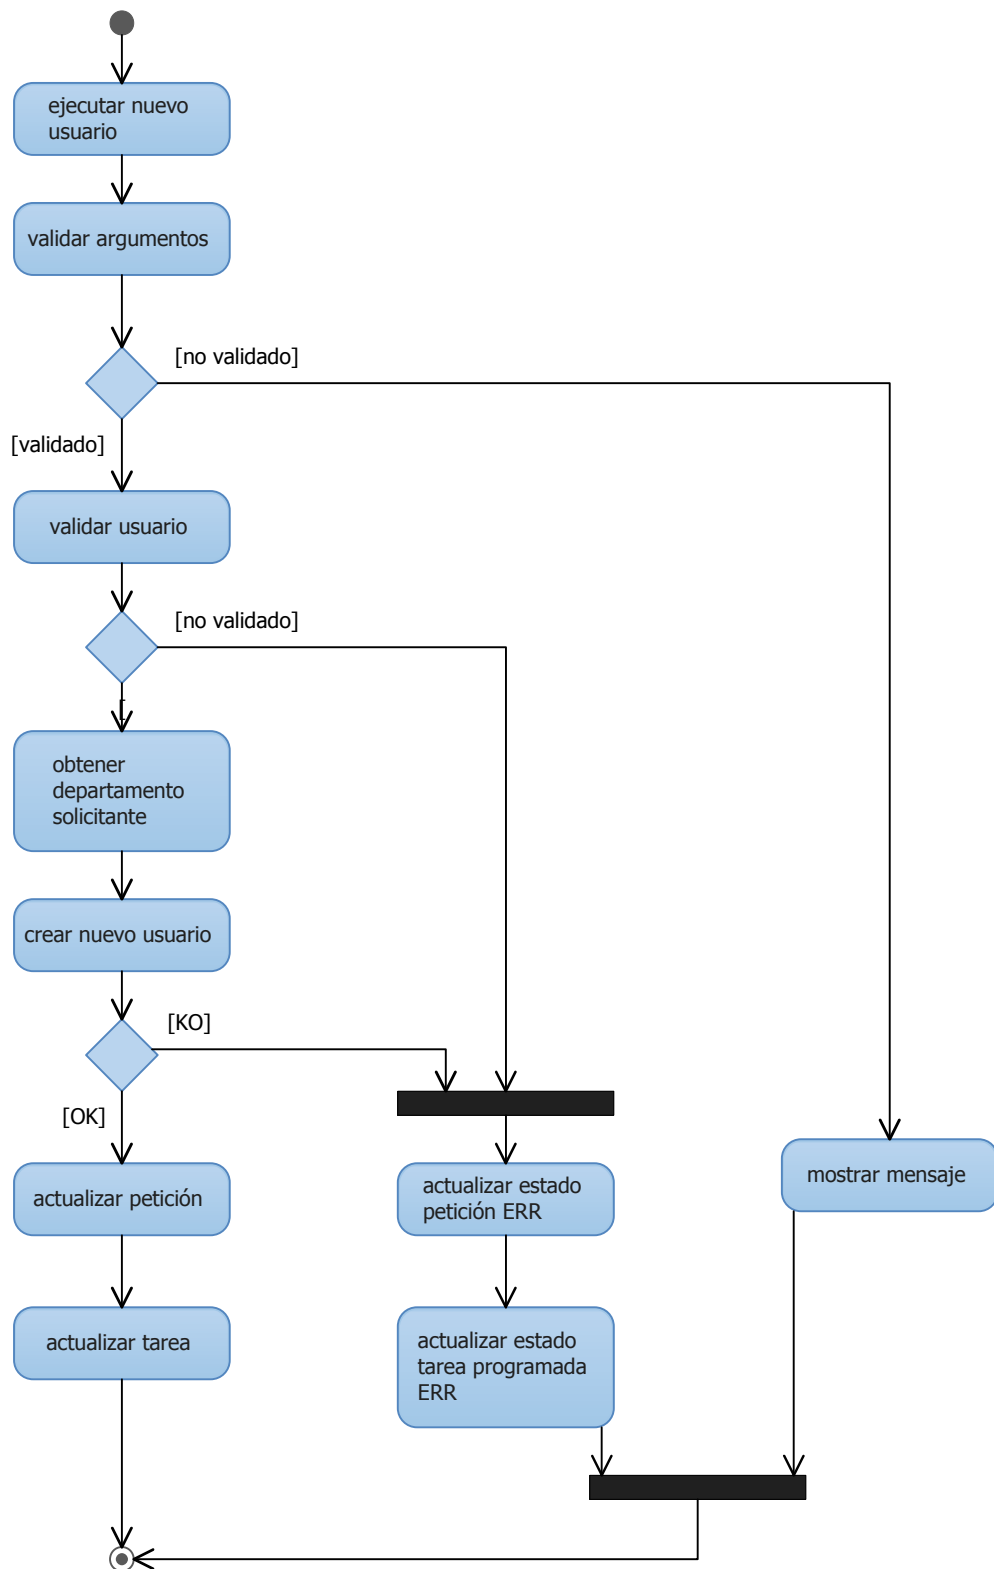 ejecutar nuevo
usuario
validar argumentos
[no validado]
[validado]
validar usuario
[no validado]
[
obtener
departamento
solicitante
crear nuevo usuario
[KO]
[OK]
actualizar petición
actualizar estado
petición ERR
mostrar mensaje
actualizar tarea
actualizar estado
tarea programada
ERR